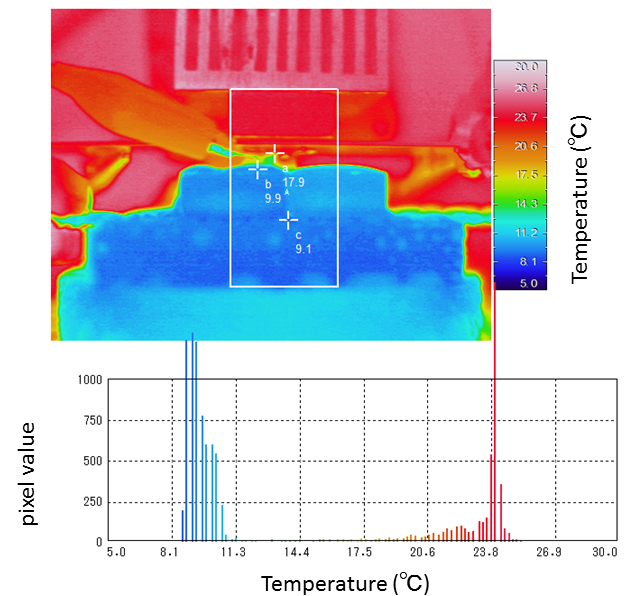 30.0
26.8
23.7
20.6
17.5
14.3
11.2
8.1
5.0
Temperature (℃)
a
17.9
b
9.9
A
c
9.1
1000
750
500
250
0
pixel value
5.0 8.1 11.3 14.4 17.5 20.6 23.8 26.9 30.0
Temperature (℃)